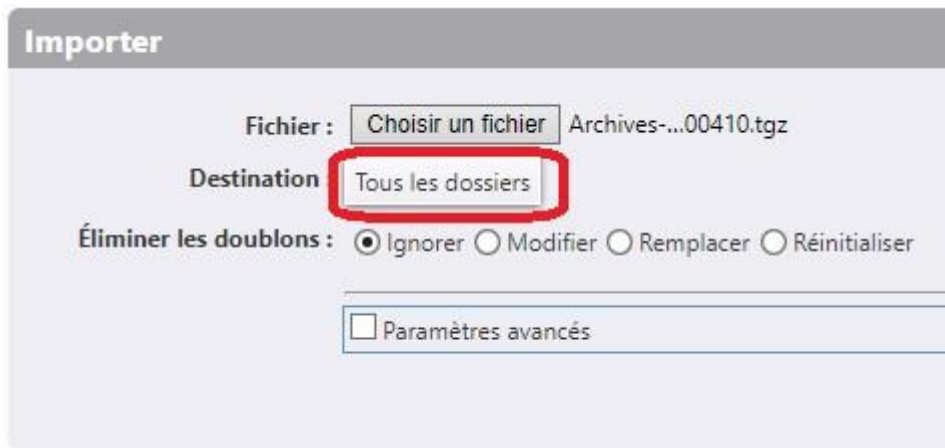 Importer
Fichier : Choisir un fichier Archives-...00410.tgz
Destination Tous les dossiers
Éliminer les doublons : Ignorer Modifier Remplacer Réinitialiser
Paramètres avancés